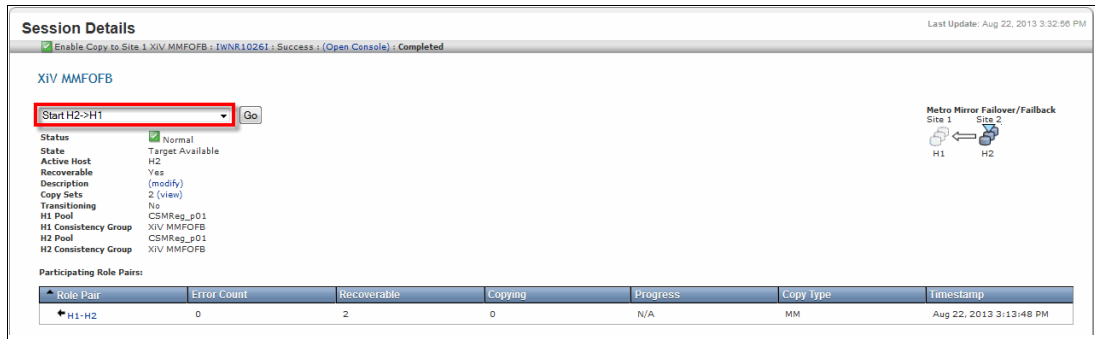 Session Details
Last Update: Aug 22, 2013 3:32:56 PM
Enable Copy to Site 1 XiV MMFOFB : IWNR1026I : Success : (Open Console) : Completed
XiV MMFOFB
Start H2->H1 Go
Metro Mirror Failover/Failback
Site 1 Site 2
H1 H2
Status Normal
State Target Available
Active Host H2
Recoverable Yes
Description (modify)
Copy Sets 2 (view)
Transitioning No
H1 Pool CSMReg_p01
H1 Consistency Group XiV MMFOFB
H2 Pool CSMReg_p01
H2 Consistency Group XiV MMFOFB
Participating Role Pairs:
Role Pair Error Count Recoverable Copying Progress Copy Type Timestamp
H1-H2 0 2 0 N/A MM Aug 22, 2013 3:13:48 PM